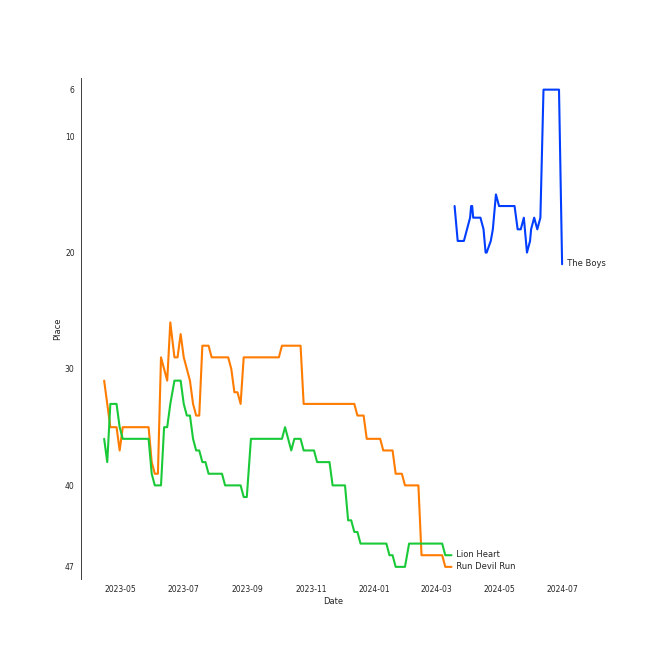 6
10
20
30
40
47
Place
The Boys
Lion Heart
Run Devil Run
2023-05
2023-07
2023-09
2023-11
2024-01
2024-03
2024-05
2024-07
Date